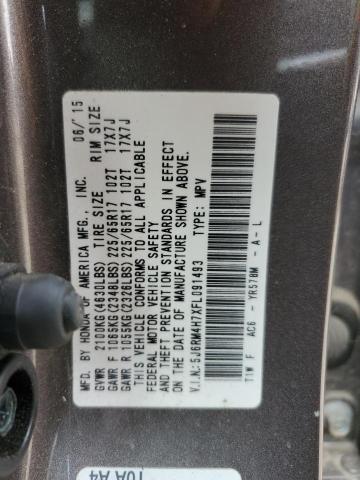 MFD. BY HONDA OF AMERICA MFG., INC. 06/'15
GVWR 2100KG(4630LBS) TIRE SIZE RIM SIZE
GAWR F 1065KG(2348LBS) 225/65R17 102T 17X7J
GAWR R 1055KG(2320LBS) 225/65R17 102T 17X7J
THIS VEHICLE CONFORMS TO ALL APPLICABLE
FEDERAL MOTOR VEHICLE SAFETY, BUMPER
AND THEFT PREVENTION STANDARDS IN EFFECT
ON THE DATE OF MANUFACTURE SHOWN ABOVE.
V.I.N.: 5J6RM4H7XFL091493 TYPE: MPV
T1W F AC6 YR578M - A - L
10A A4